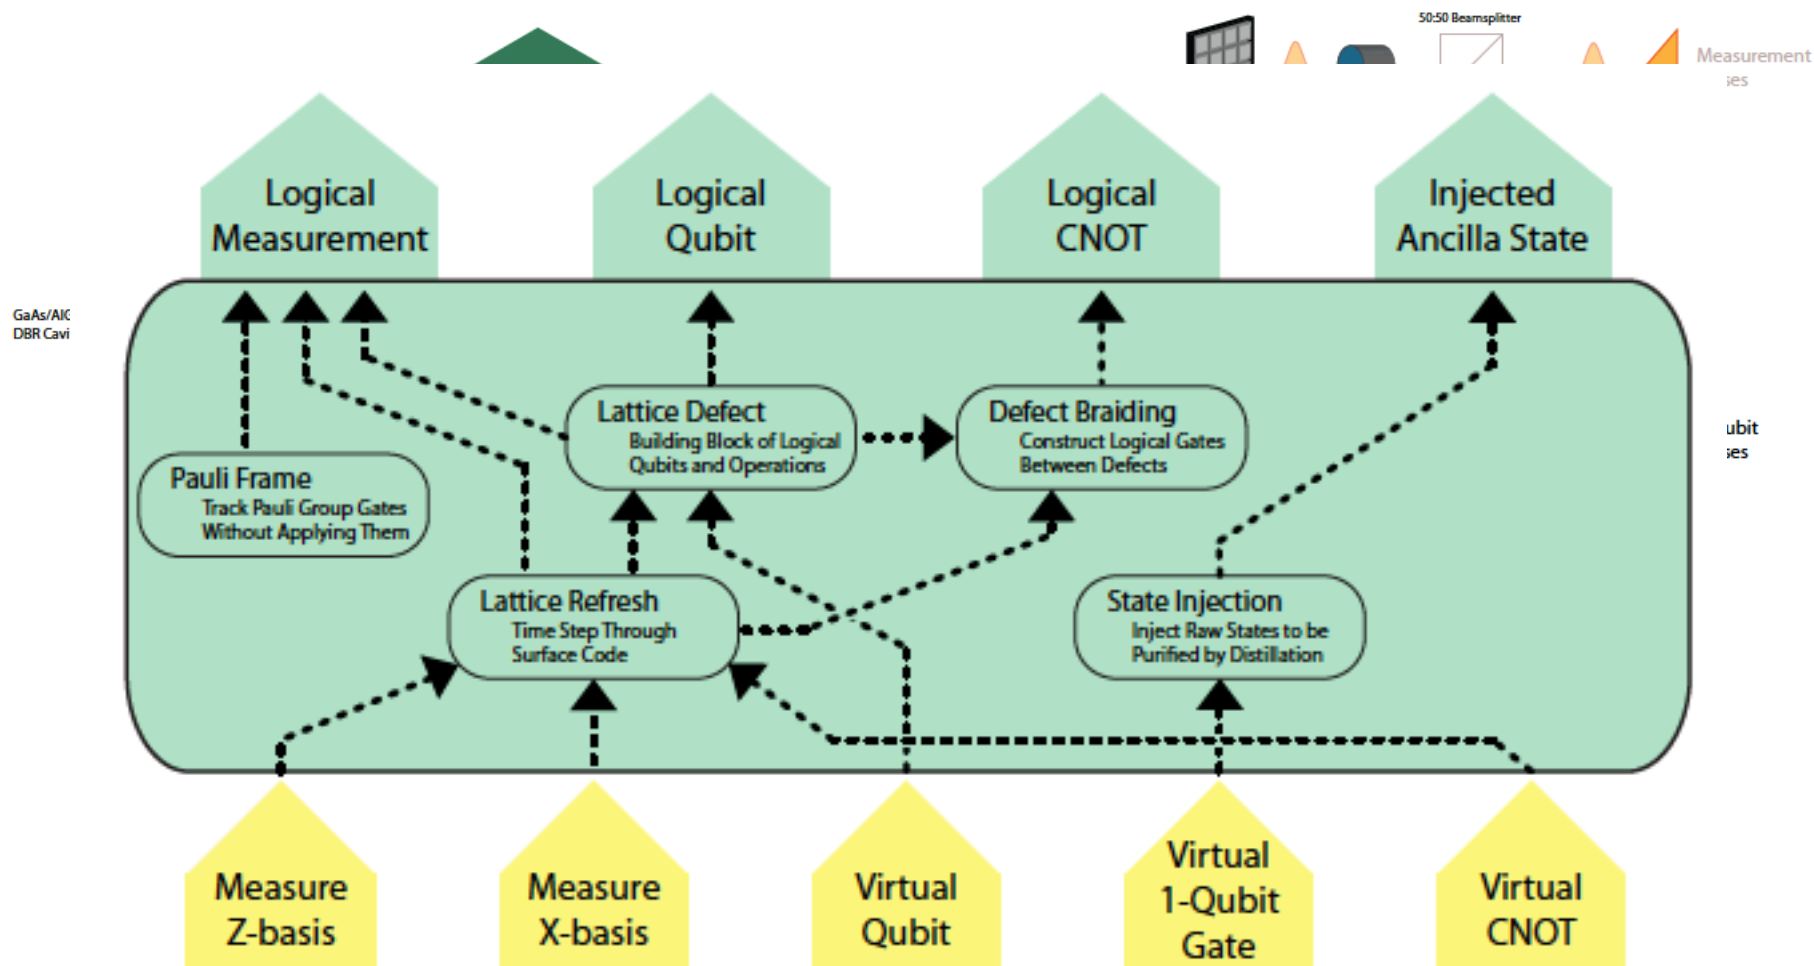 50:50 Beamsplitter
Measurement
ses
Logical
Measurement
Logical
Qubit
Logical
CNOT
Injected
Ancilla State
GaAs/AlG
DBR Cavi
Lattice Defect
Building Block of Logical
Qubits and Operations
Defect Braiding
Construct Logical Gates
Between Defects
ubit
ses
Pauli Frame
Track Pauli Group Gates
Without Applying Them
Lattice Refresh
Time Step Through
Surface Code
State Injection
Inject Raw States to be
Purified by Distillation
Measure
Z-basis
Measure
X-basis
Virtual
Qubit
Virtual
1-Qubit
Gate
Virtual
CNOT